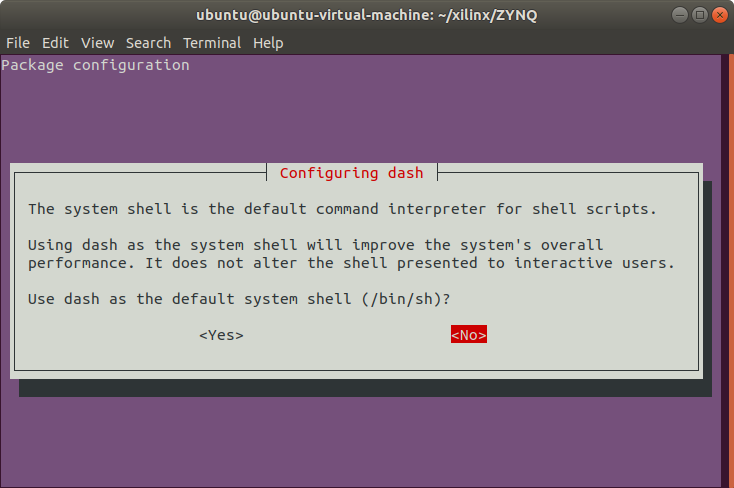 ubuntu@ubuntu-virtual-machine: ~/xilinx/ZYNQ
File Edit View Search Terminal Help
Package configuration
Configuring dash
The system shell is the default command interpreter for shell scripts.
Using dash as the system shell will improve the system's overall
performance. It does not alter the shell presented to interactive users.
Use dash as the default system shell (/bin/sh)?
<Yes> <No>